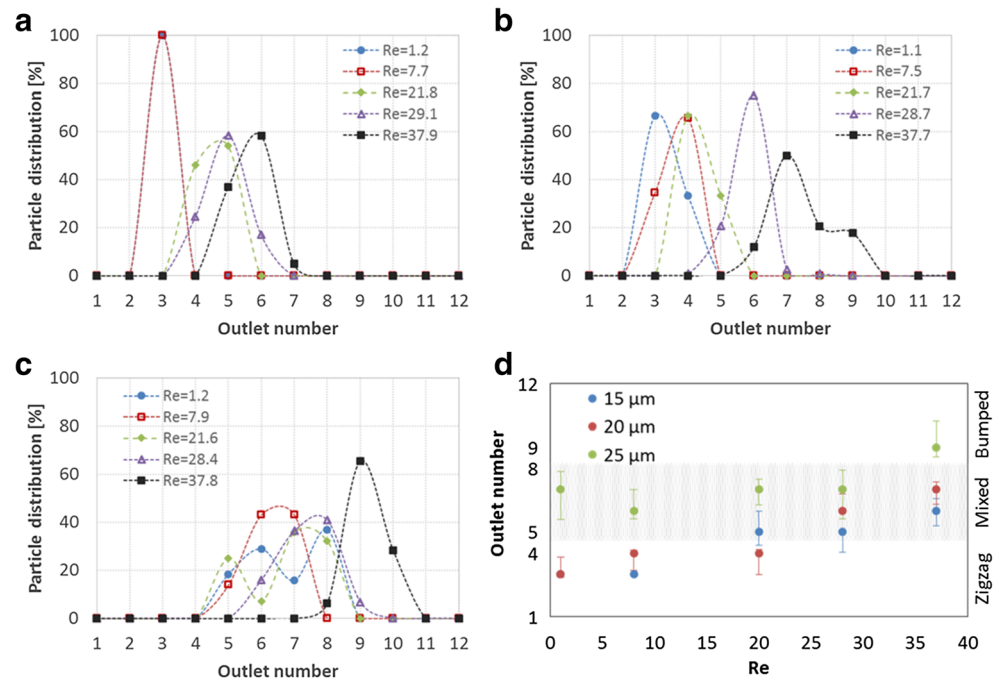 a
Particle distribution [%]
100
80
60
40
20
0
Re=1.2
Re=7.7
Re=21.8
Re=29.1
Re=37.9
1 2 3 4 5 6 7 8 9 10 11 12
Outlet number
b
Particle distribution [%]
100
80
60
40
20
0
Re=1.1
Re=7.5
Re=21.7
Re=28.7
Re=37.7
1 2 3 4 5 6 7 8 9 10 11 12
Outlet number
c
Particle distribution [%]
100
80
60
40
20
0
Re=1.2
Re=7.9
Re=21.6
Re=28.4
Re=37.8
1 2 3 4 5 6 7 8 9 10 11 12
Outlet number
d
Outlet number
12
9
8
5
4
1
15 µm
20 µm
25 µm
Bumped
Mixed
Zigzag
0 5 10 15 20 25 30 35 40
Re